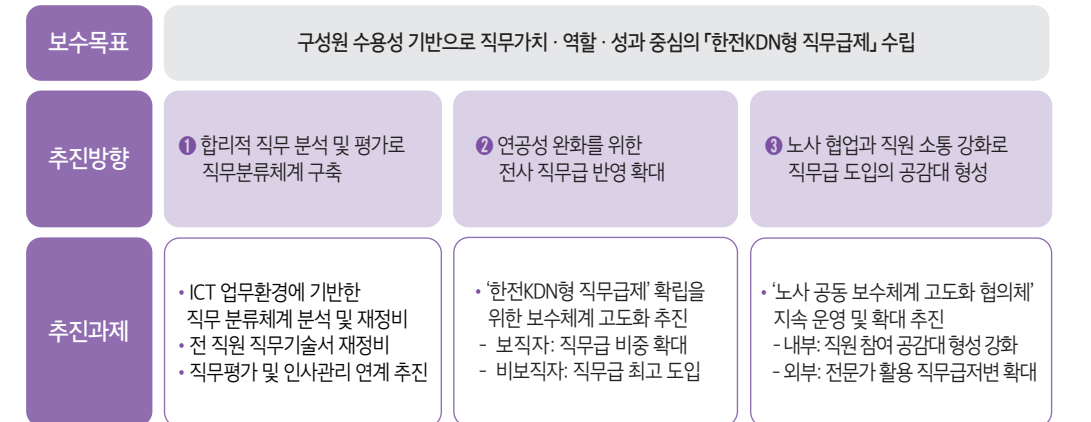 보수목표
구성원 수용성 기반으로 직무가치 · 역할 · 성과 중심의 「한전KDN형 직무급제」 수립
추진방향
❶ 합리적 직무 분석 및 평가로
직무분류체계 구축
❷ 연공성 완화를 위한
전사 직무급 반영 확대
❸ 노사 협업과 직원 소통 강화로
직무급 도입의 공감대 형성
추진과제
• ICT 업무환경에 기반한
직무 분류체계 분석 및 재정비
• 전 직원 직무기술서 재정비
• 직무평가 및 인사관리 연계 추진
• ‘한전KDN형 직무급제’ 확립을
위한 보수체계 고도화 추진
- 보직자: 직무급 비중 확대
- 비보직자: 직무급 최고 도입
• ‘노사 공동 보수체계 고도화 협의체’
지속 운영 및 확대 추진
- 내부: 직원 참여 공감대 형성 강화
- 외부: 전문가 활용 직무급저변 확대